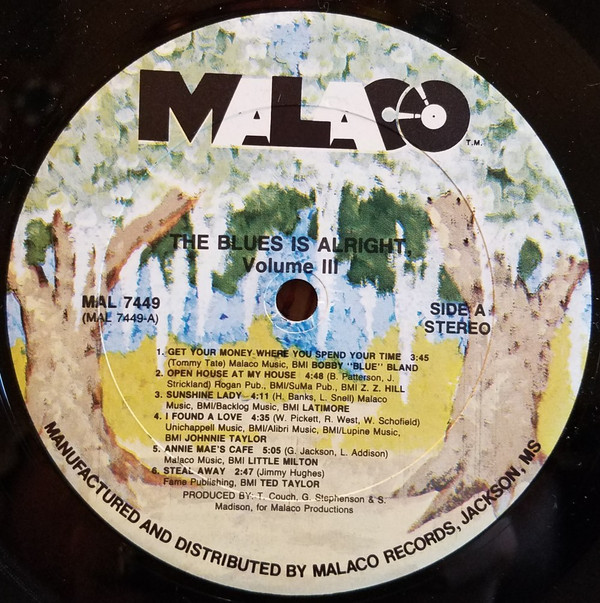 MALACO
T.M.
THE BLUES IS ALRIGHT,
Volume III
MAL 7449
(MAL 7449-A)
SIDE A
STEREO
1. GET YOUR MONEY WHERE YOU SPEND YOUR TIME 3:45
(Tommy Tate) Malaco Music, BMI BOBBY "BLUE" BLAND
2. OPEN HOUSE AT MY HOUSE 4:48 (B. Patterson, J.
Strickland) Rogan Pub., BMI/SuMa Pub., BMI Z. Z. HILL
3. SUNSHINE LADY 4:11 (H. Banks, L. Snell) Malaco
Music, BMI/Backlog Music, BMI LATIMORE
4. I FOUND A LOVE 4:35 (W. Pickett, R. West, W. Schofield)
Unichappell Music, BMI/Alibri Music, BMI/Lupine Music,
BMI JOHNNIE TAYLOR
5. ANNIE MAE'S CAFE 5:05 (G. Jackson, L. Addison)
Malaco Music, BMI LITTLE MILTON
6. STEAL AWAY 2:47 (Jimmy Hughes)
Fame Publishing, BMI TED TAYLOR
PRODUCED BY: T. Couch, G. Stephenson & S.
Madison, for Malaco Productions
MANUFACTURED AND DISTRIBUTED BY MALACO RECORDS, JACKSON, MS